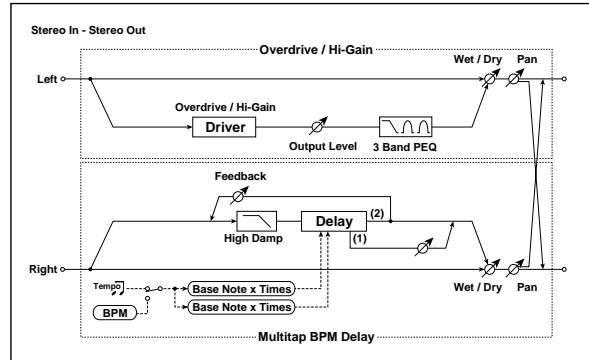 Stereo In - Stereo Out
Overdrive / Hi-Gain
Wet / Dry
Pan
Left
Overdrive / Hi-Gain
Driver
Output Level
3 Band PEQ
Feedback
High Damp
Delay
(2)
(1)
Right
Wet / Dry
Pan
Tempo
BPM
Base Note x Times
Base Note x Times
Multitap BPM Delay